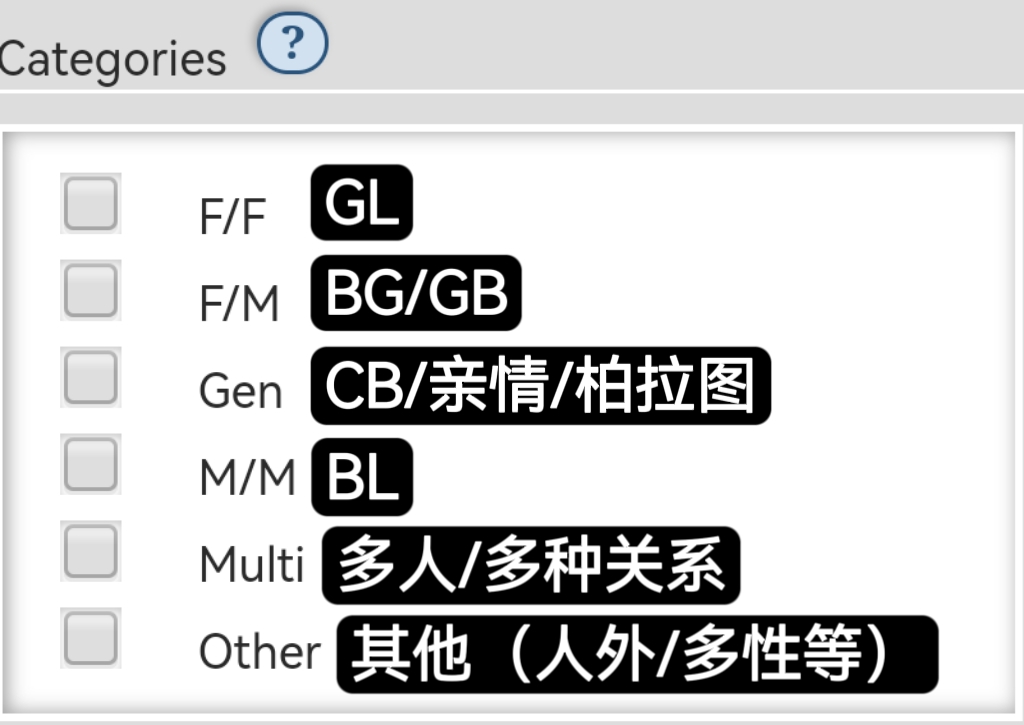 Categories ?
F/F GL
F/M BG/GB
Gen CB/亲情/柏拉图
M/M BL
Multi 多人/多种关系
Other 其他（人外/多性等）